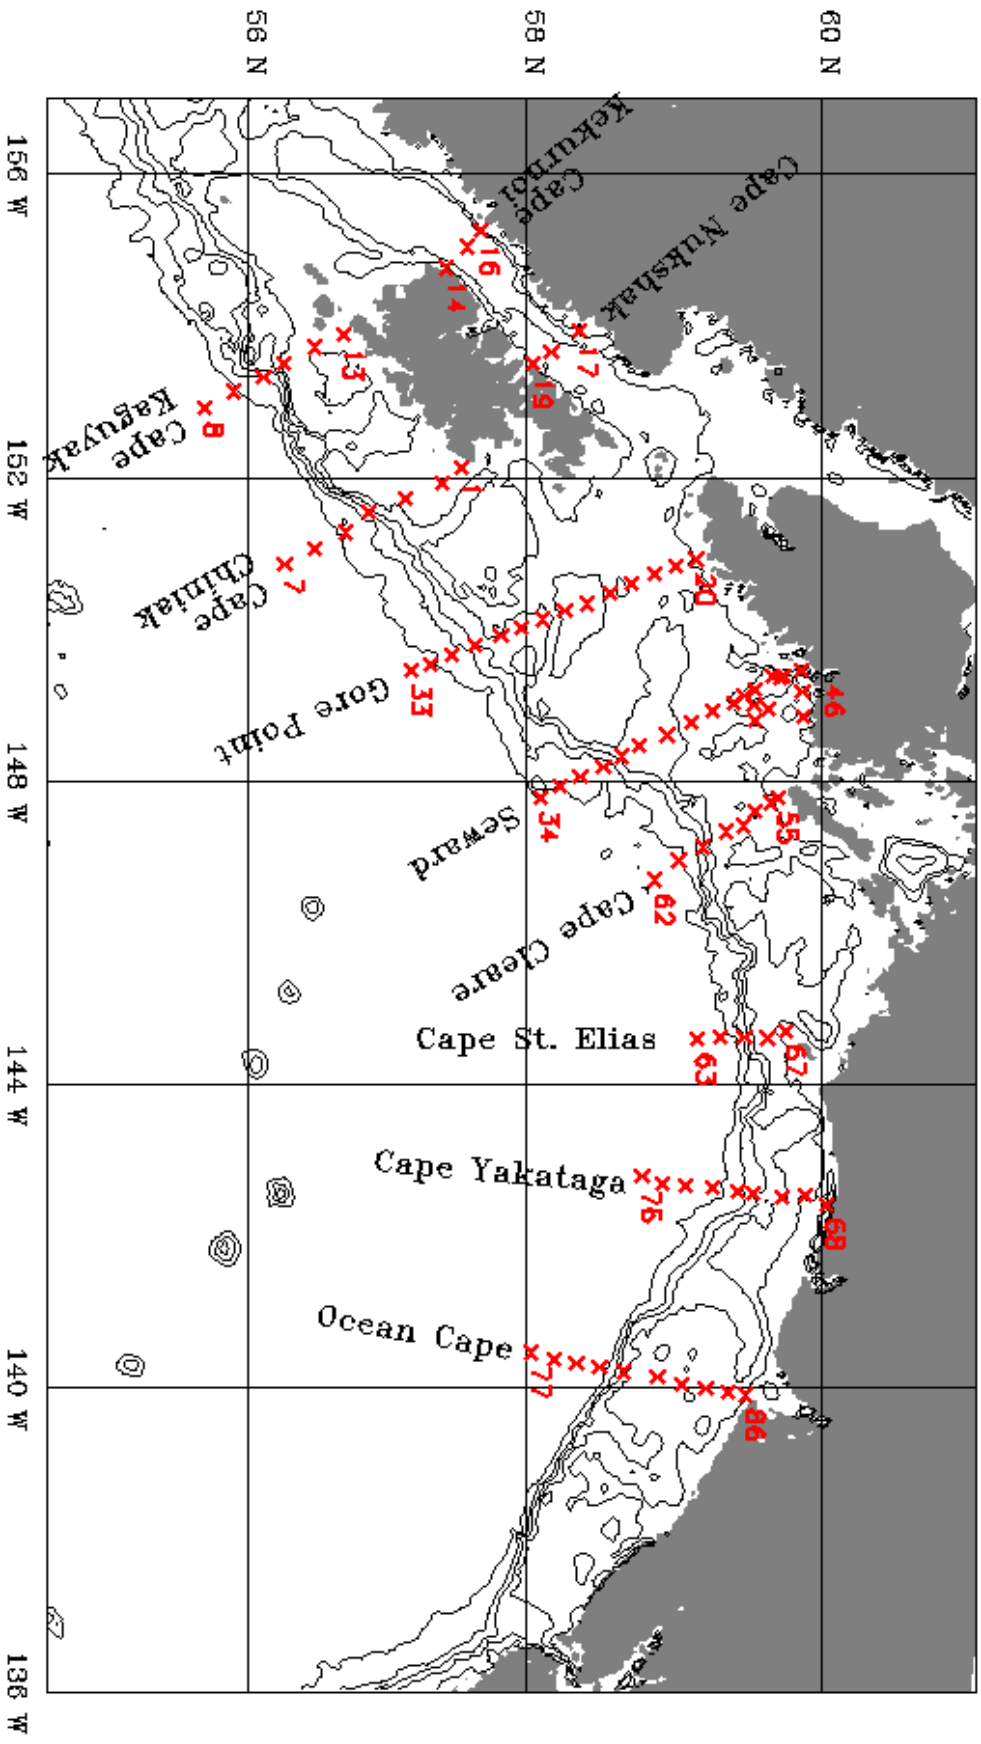 60 N
58 N
56 N
156 W
152 W
148 W
144 W
140 W
136 W
Cape
Kekurnoi
Cape Nukshak
16
14
17
19
13
8
Cape
Kaguyak
1
7
Cape
Chiniak
20
33
Gore Point
46
34
Seward
55
62
Cape Cleare
Cape St. Elias
67
63
Cape Yakataga
76
68
Ocean Cape
77
86